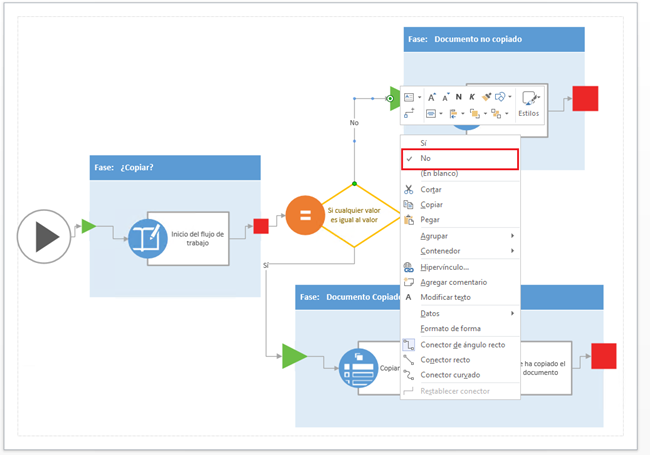 Fase: Documento no copiado
N
K
Estilos
No
Sí
No
(En blanco)
Cortar
Copiar
Pegar
Agrupar
Contenedor
Hipervínculo...
Agregar comentario
Modificar texto
Datos
Formato de forma
Conector de ángulo recto
Conector recto
Conector curvado
Restablecer conector
Fase: ¿Copiar?
Inicio del flujo de
trabajo
Si cualquier valor
es igual al valor
Sí
Fase: Documento Copiado
Copiar
e ha copiado el
documento